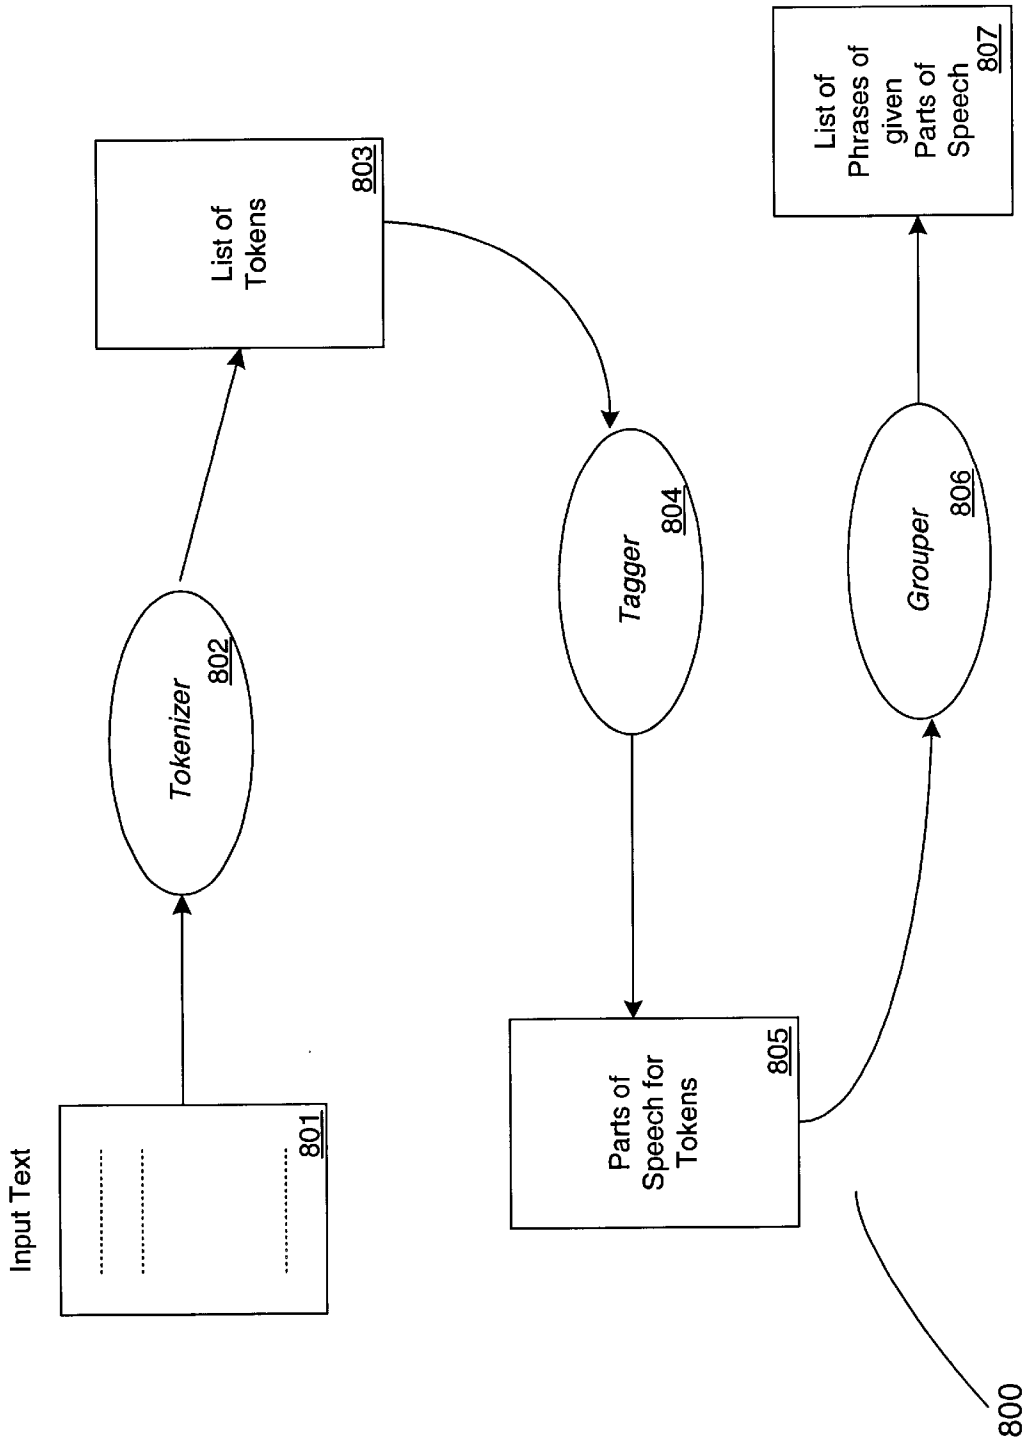 Input Text
801
Tokenizer
802
List of
Tokens
803
Tagger
804
Parts of
Speech for
Tokens
805
Grouper
806
List of
Phrases of
given
Parts of
Speech
807
800